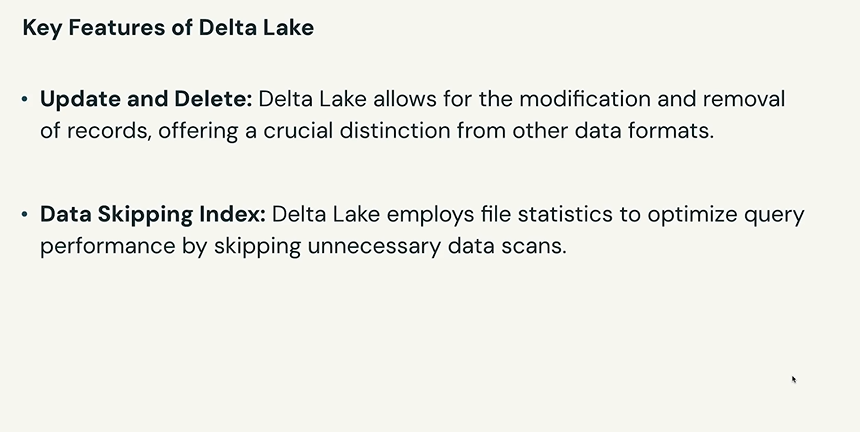 Key Features of Delta Lake
• Update and Delete: Delta Lake allows for the modification and removal
of records, offering a crucial distinction from other data formats.
• Data Skipping Index: Delta Lake employs file statistics to optimize query
performance by skipping unnecessary data scans.